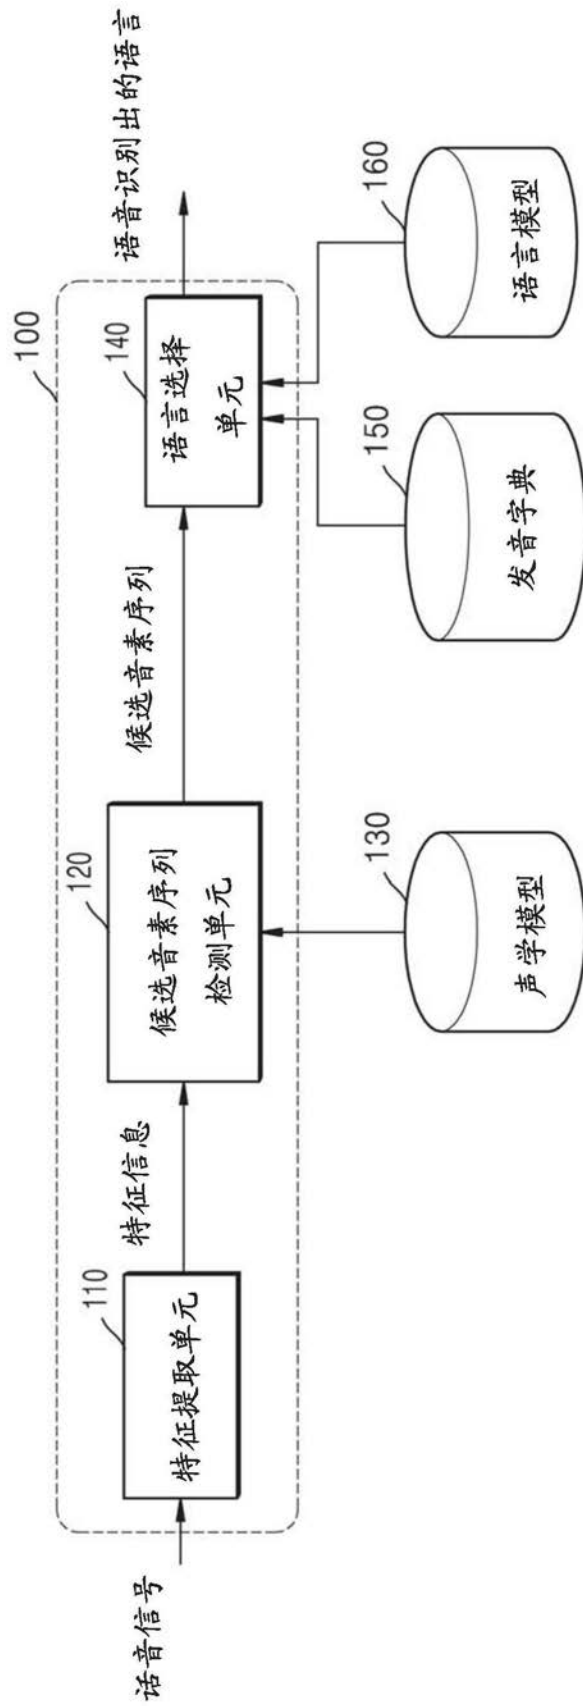 100
话音信号
110
特征提取单元
特征信息
120
候选音素序列
检测单元
候选音素序列
140
语言选择
单元
语音识别出的语言
130
声学模型
150
发音字典
160
语言模型